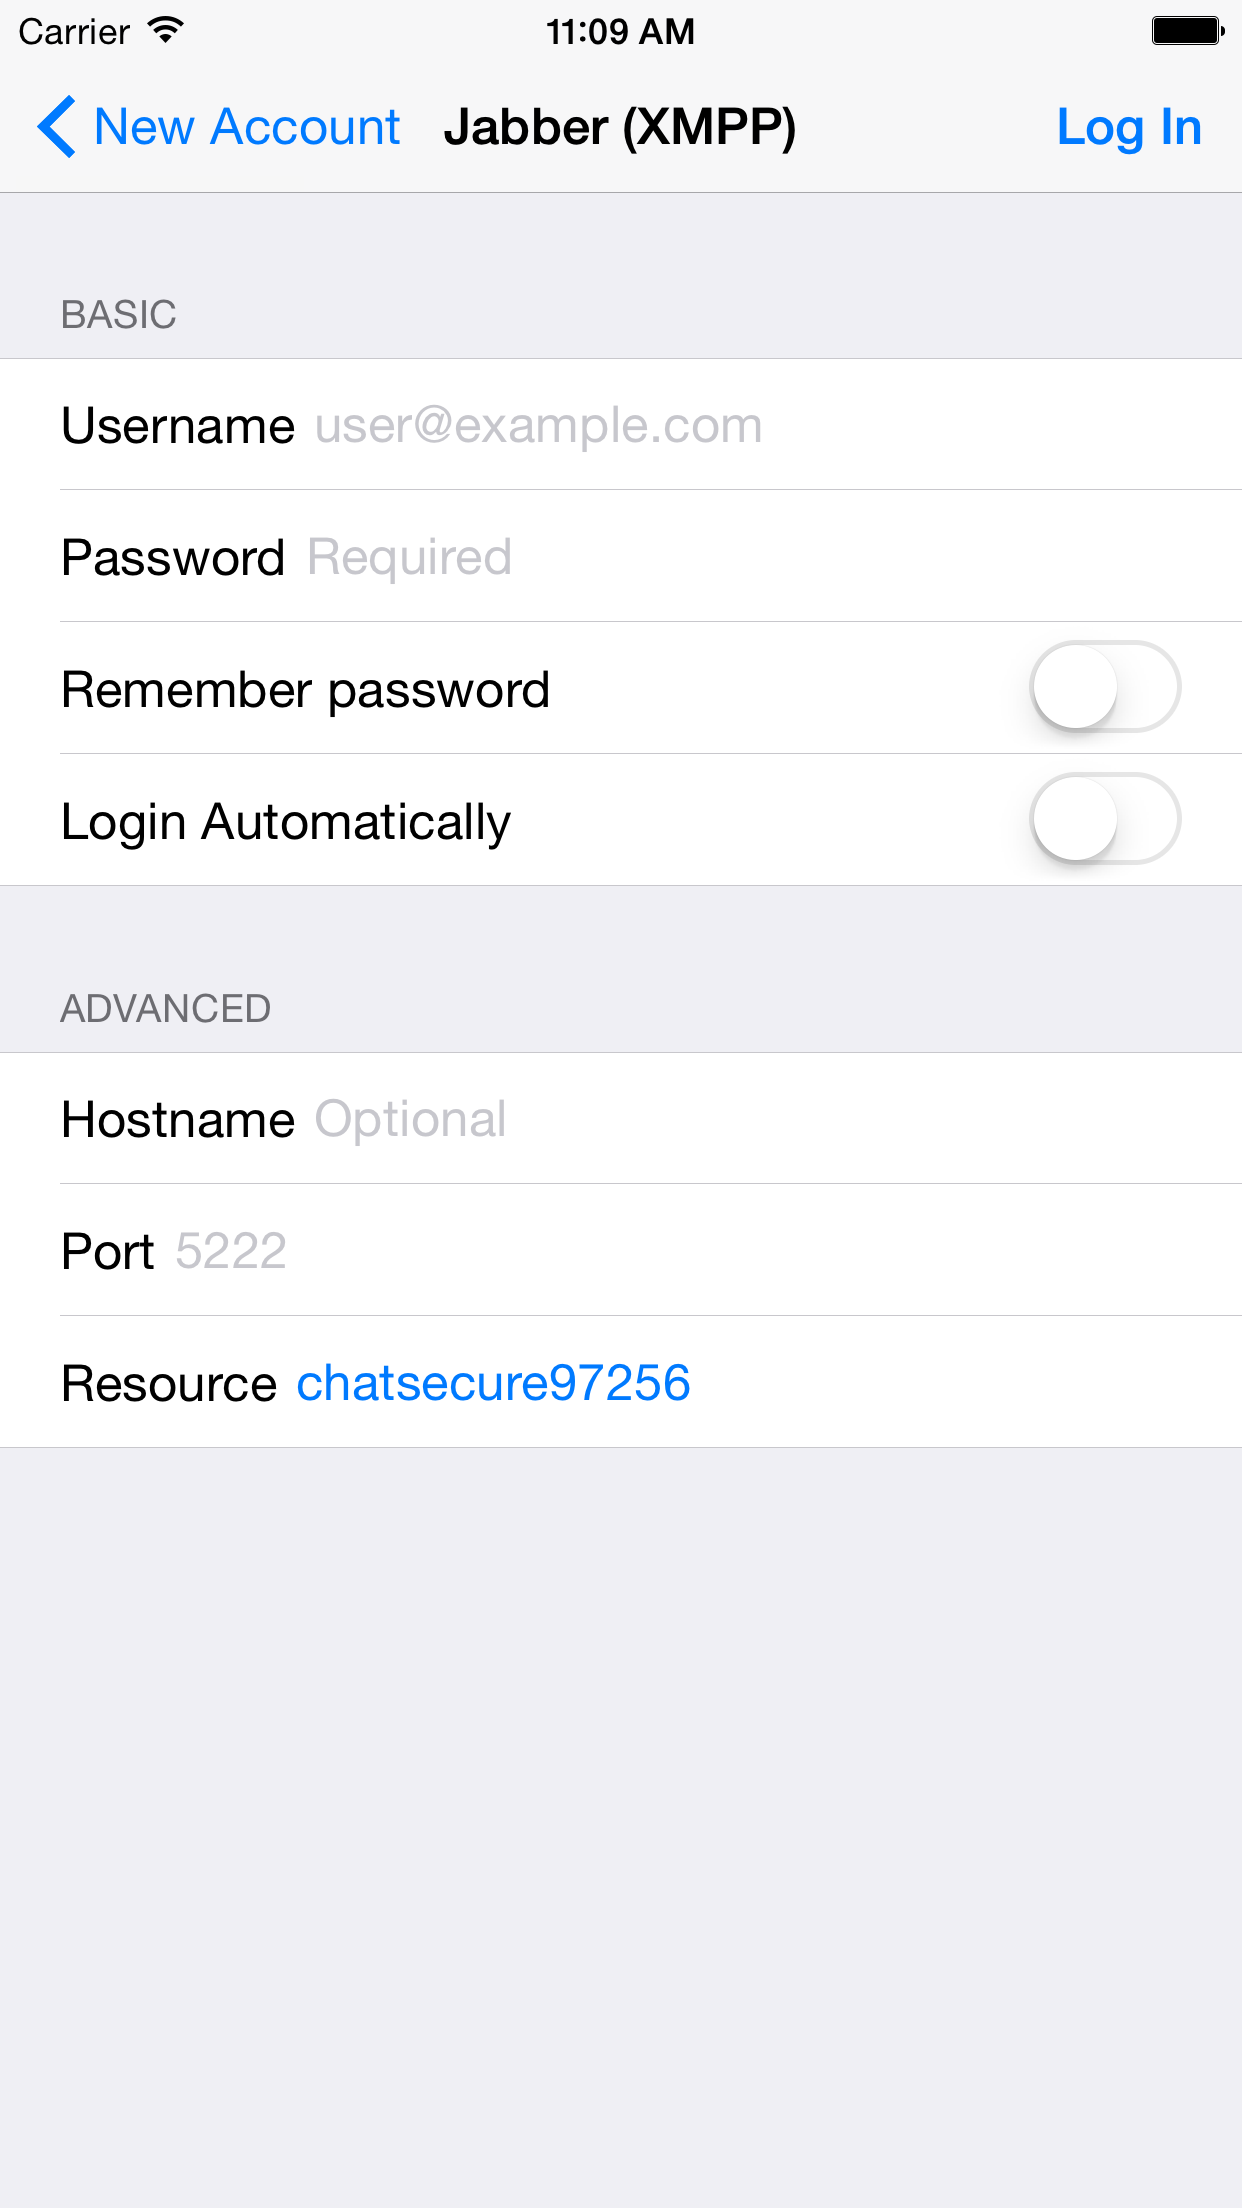 Carrier 11:09 AM
New Account Jabber (XMPP) Log In
BASIC
Username user@example.com
Password Required
Remember password
Login Automatically
ADVANCED
Hostname Optional
Port 5222
Resource chatsecure97256